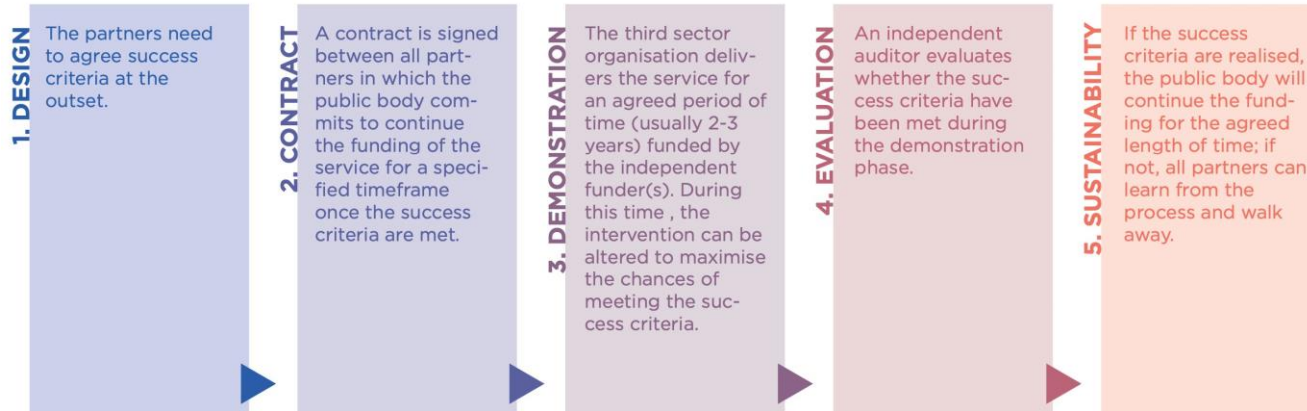 1. DESIGN
The partners need
to agree success
criteria at the
outset.
2. CONTRACT
A contract is signed
between all part-
ners in which the
public body com-
mits to continue
the funding of the
service for a speci-
fied timeframe
once the success
criteria are met.
3. DEMONSTRATION
The third sector
organisation deliv-
ers the service for
an agreed period of
time (usually 2-3
years) funded by
the independent
funder(s). During
this time , the
intervention can be
altered to maximise
the chances of
meeting the suc-
cess criteria.
4. EVALUATION
An independent
auditor evaluates
whether the suc-
cess criteria have
been met during
the demonstration
phase.
5. SUSTAINABILITY
If the success
criteria are realised,
the public body will
continue the fund-
ing for the agreed
length of time; if
not, all partners can
learn from the
process and walk
away.